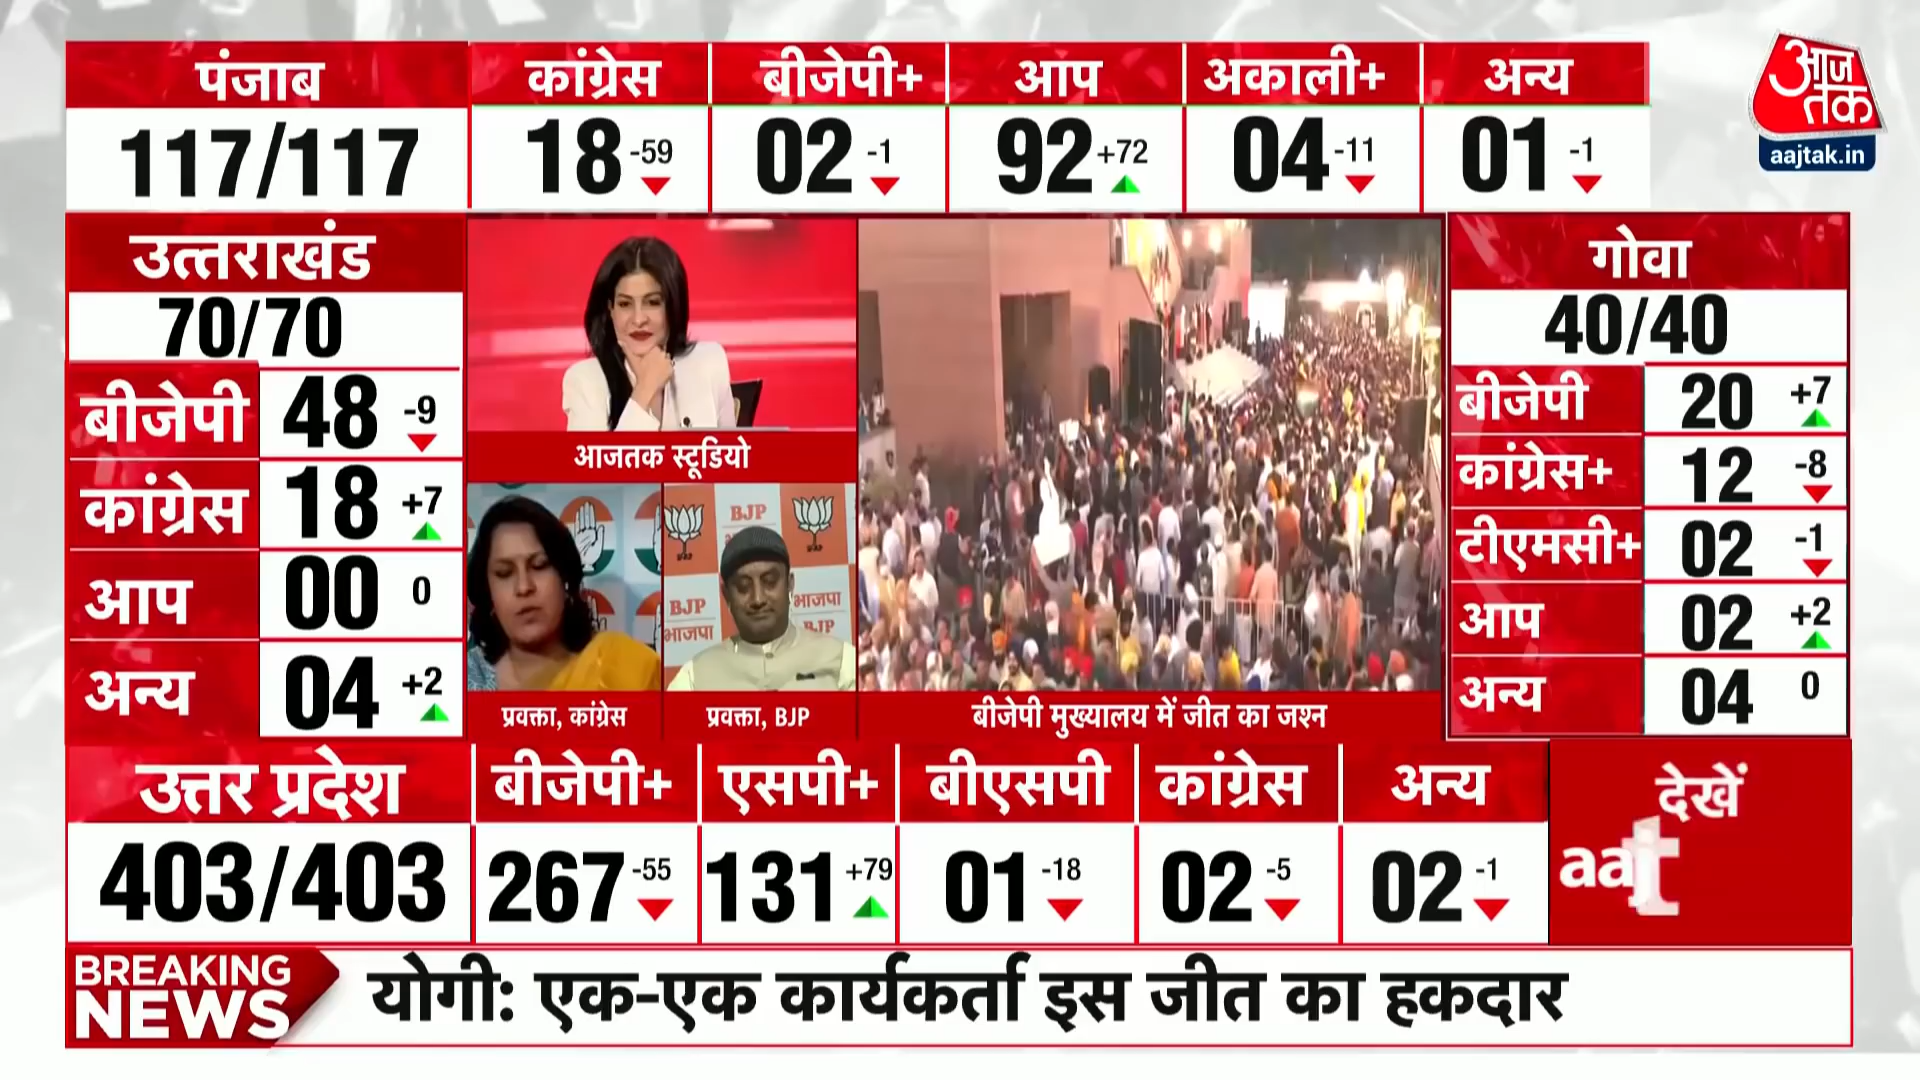 पंजाब
117/117
कांग्रेस
18 -59
बीजेपी+
02 -1
आप
92 +72
अकाली+
04 -11
अन्य
01 -1
आज तक
aajtak.in
उत्तराखंड
70/70
बीजेपी 48 -9
कांग्रेस 18 +7
आप 00 0
अन्य 04 +2
आजतक स्टूडियो
BJP
BJP
भाजपा
भाजपा
BJP
प्रवक्ता, कांग्रेस
प्रवक्ता, BJP
बीजेपी मुख्यालय में जीत का जश्न
गोवा
40/40
बीजेपी 20 +7
कांग्रेस+ 12 -8
टीएमसी+ 02 -1
आप 02 +2
अन्य 04 0
उत्तर प्रदेश
403/403
बीजेपी+
267 -55
एसपी+
131 +79
बीएसपी
01 -18
कांग्रेस
02 -5
अन्य
02 -1
देखें
BREAKING
NEWS
योगी: एक-एक कार्यकर्ता इस जीत का हकदार